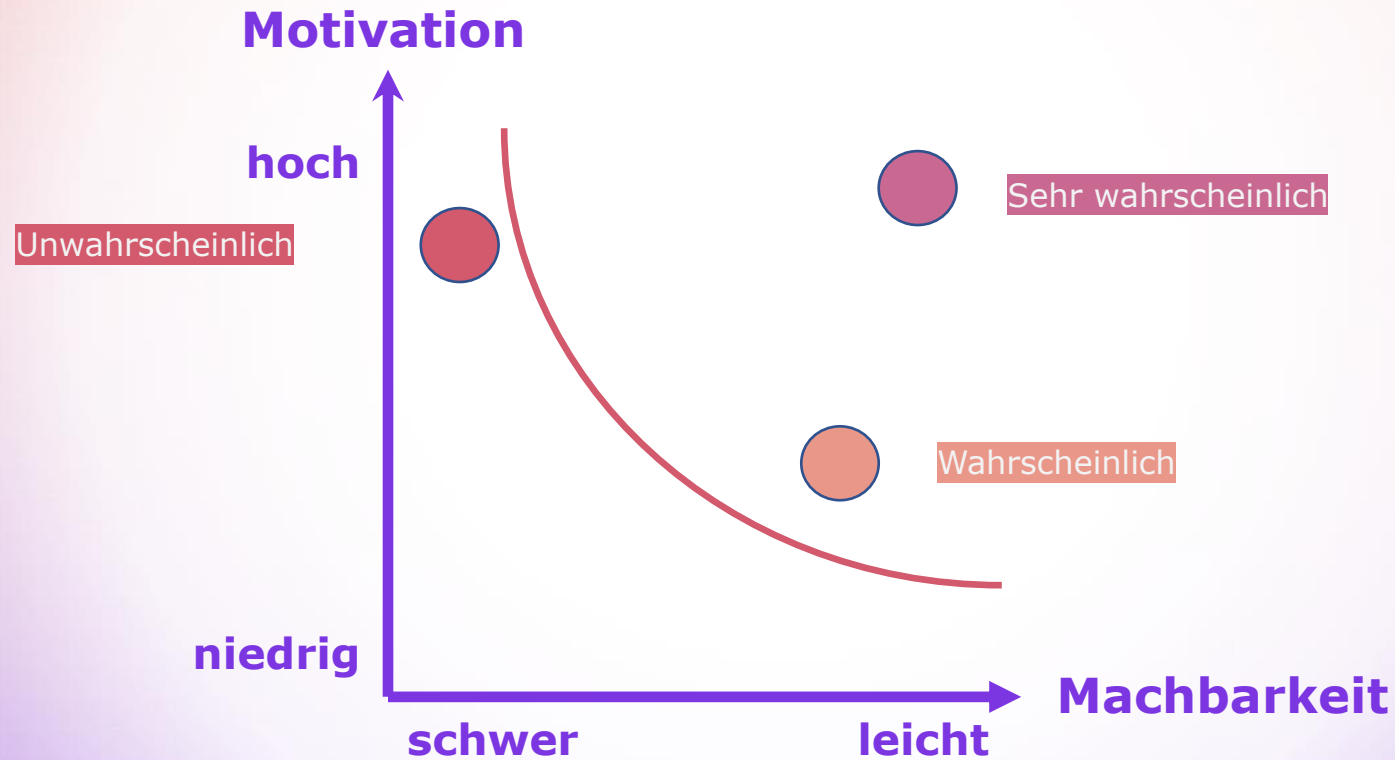 Motivation
hoch
Sehr wahrscheinlich
Unwahrscheinlich
Wahrscheinlich
niedrig
Machbarkeit
schwer
leicht